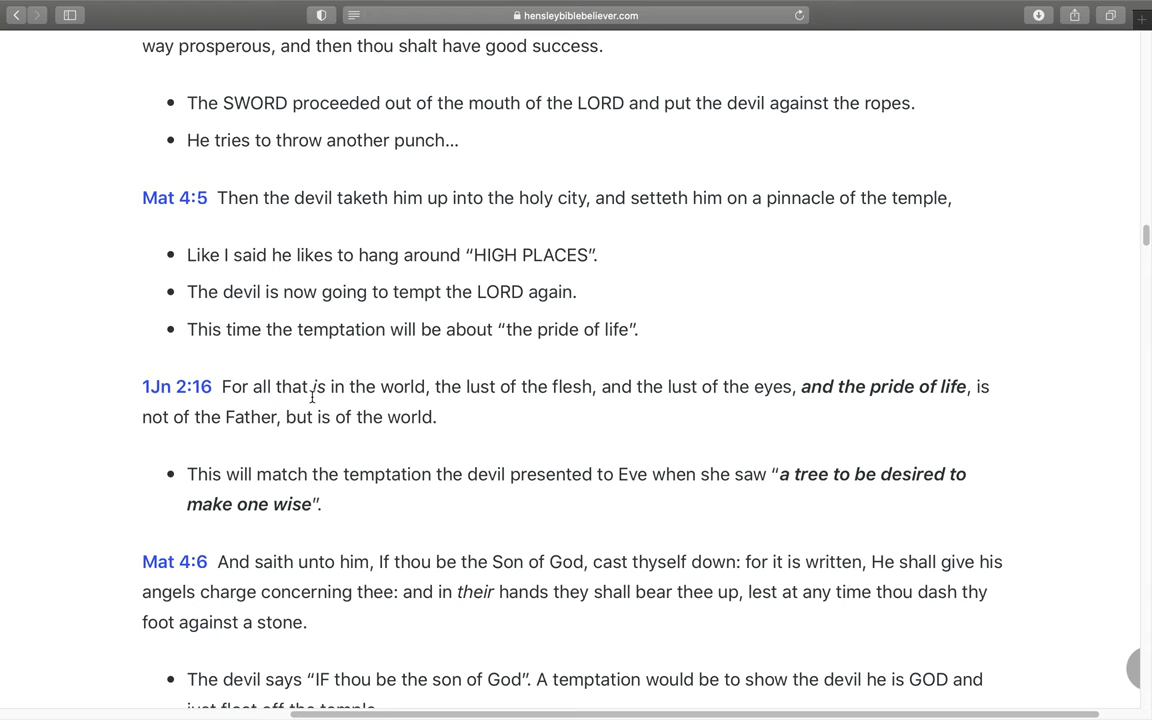 hensleybiblebeliever.com
way prosperous, and then thou shalt have good success.
• The SWORD proceeded out of the mouth of the LORD and put the devil against the ropes.
• He tries to throw another punch...
Mat 4:5 Then the devil taketh him up into the holy city, and setteth him on a pinnacle of the temple,
• Like I said he likes to hang around “HIGH PLACES”.
• The devil is now going to tempt the LORD again.
• This time the temptation will be about “the pride of life”.
1Jn 2:16 For all that is in the world, the lust of the flesh, and the lust of the eyes, and the pride of life, is
not of the Father, but is of the world.
• This will match the temptation the devil presented to Eve when she saw “a tree to be desired to
make one wise”.
Mat 4:6 And saith unto him, If thou be the Son of God, cast thyself down: for it is written, He shall give his
angels charge concerning thee: and in their hands they shall bear thee up, lest at any time thou dash thy
foot against a stone.
• The devil says “IF thou be the son of God”. A temptation would be to show the devil he is GOD and
just float off the temple